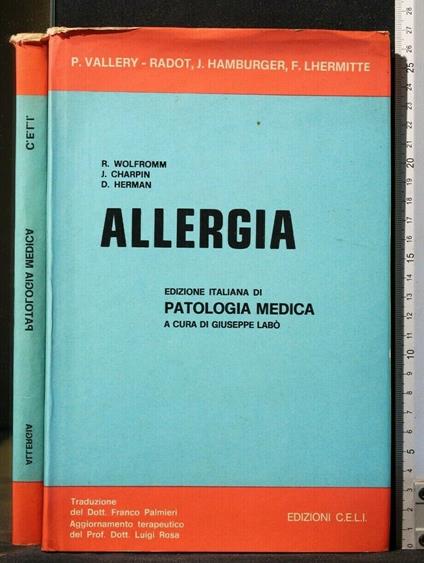 P. VALLERY - RADOT, J. HAMBURGER, F. LHERMITTE
R. WOLFROMM
J. CHARPIN
D. HERMAN
ALLERGIA
EDIZIONE ITALIANA DI
PATOLOGIA MEDICA
A CURA DI GIUSEPPE LABÒ
Traduzione
del Dott. Franco Palmieri
Aggiornamento terapeutico
del Prof. Dott. Luigi Rosa
EDIZIONI C.E.L.I.
C.E.L.I.
PATOLOGIA MEDICA
ALLERGIA